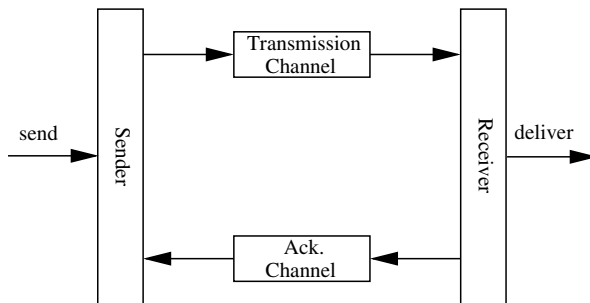 Transmission
Channel
send
Sender
Receiver
deliver
Ack.
Channel